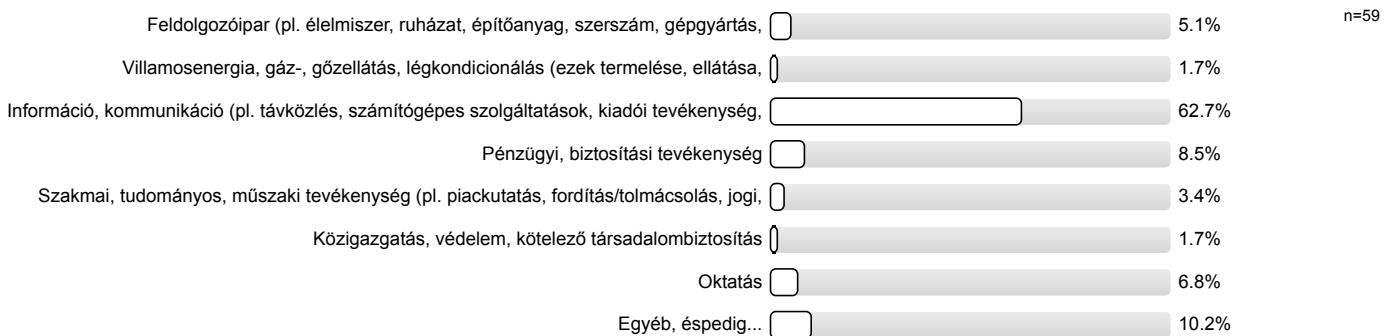 Feldolgozóipar (pl. élelmiszer, ruházat, építőanyag, szerszám, gépgyártás, 5.1% n=59
Villamosenergia, gáz-, gőzellátás, légkondicionálás (ezek termelése, ellátása, 1.7%
Információ, kommunikáció (pl. távközlés, számítógépes szolgáltatások, kiadói tevékenység, 62.7%
Pénzügyi, biztosítási tevékenység 8.5%
Szakmai, tudományos, műszaki tevékenység (pl. piackutatás, fordítás/tolmácsolás, jogi, 3.4%
Közigazgatás, védelem, kötelező társadalombiztosítás 1.7%
Oktatás 6.8%
Egyéb, éspedig... 10.2%